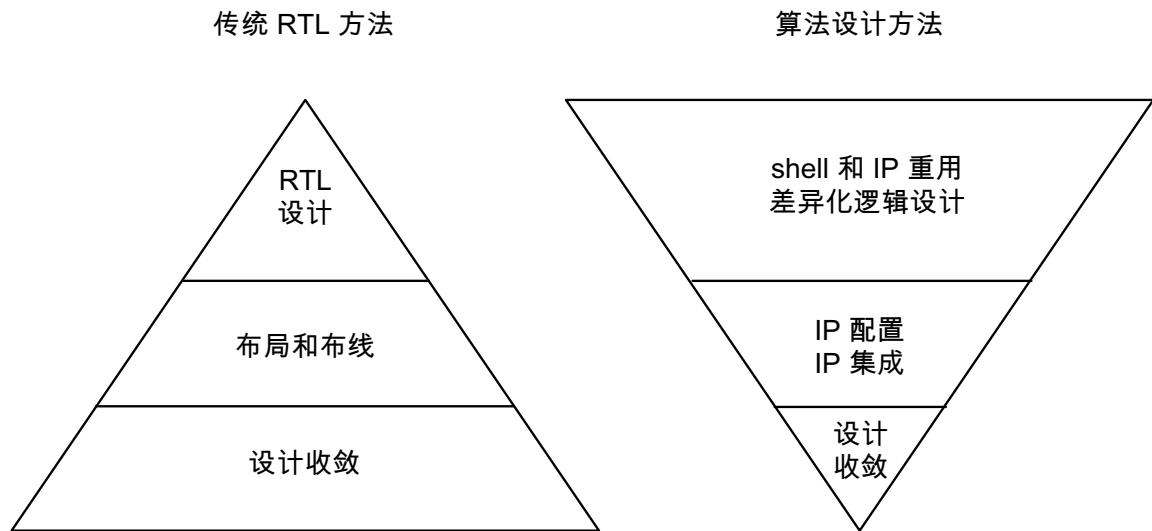 传统 RTL 方法
算法设计方法
RTL
设计
布局和布线
设计收敛
shell 和 IP 重用
差异化逻辑设计
IP 配置
IP 集成
设计
收敛